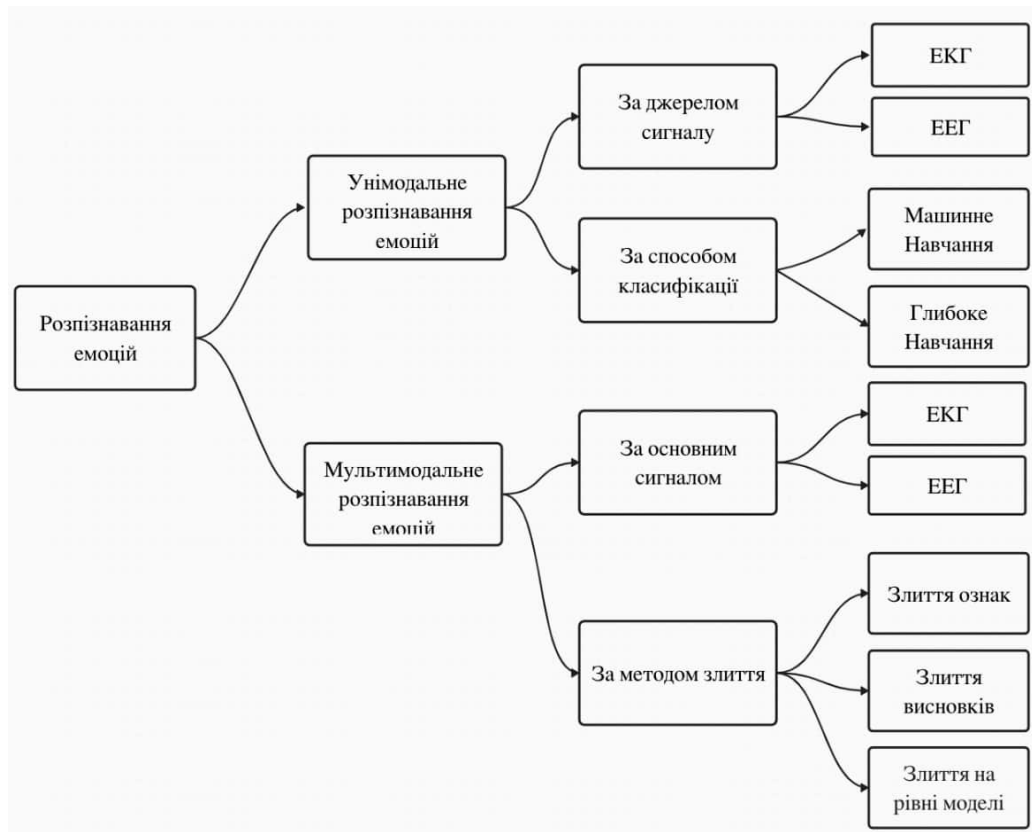 ЕКГ
За джерелом
сигналу
ЕЕГ
Унімодальне
розпізнавання
емоцій
Машинне
Навчання
За способом
класифікації
Глибоке
Навчання
Розпізнавання
емоцій
ЕКГ
За основним
сигналом
ЕЕГ
Мультимодальне
розпізнавання
емоцій
Злиття ознак
За методом злиття
Злиття
висновків
Злиття на
рівні моделі